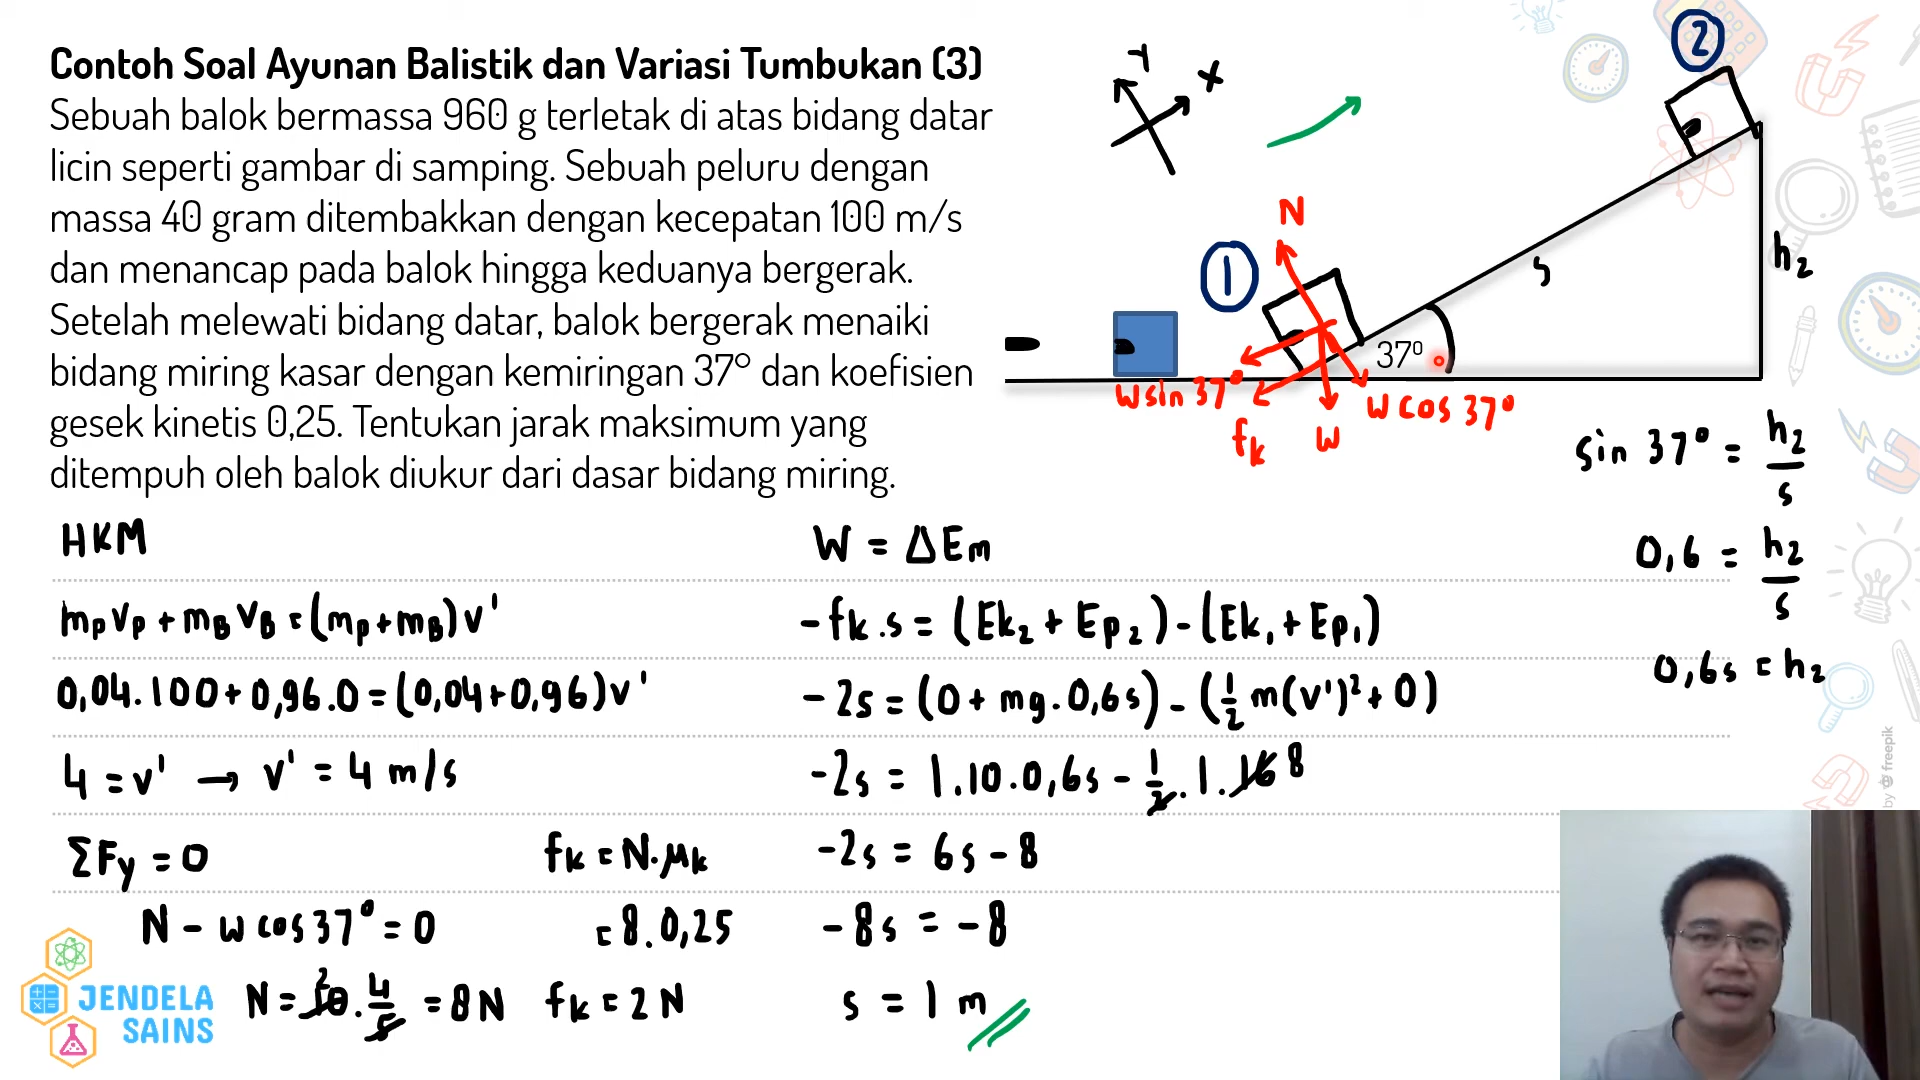 Contoh Soal Ayunan Balistik dan Variasi Tumbukan (3)
Sebuah balok bermassa 960 g terletak di atas bidang datar
licin seperti gambar di samping. Sebuah peluru dengan
massa 40 gram ditembakkan dengan kecepatan 100 m/s
dan menancap pada balok hingga keduanya bergerak.
Setelah melewati bidang datar, balok bergerak menaiki
bidang miring kasar dengan kemiringan 37° dan koefisien
gesek kinetis 0,25. Tentukan jarak maksimum yang
ditempuh oleh balok diukur dari dasar bidang miring.
Y
X
2
N
1
s
h₂
37⁰
W sin 37°
fk
W
W cos 37°
sin 37° = h₂/s
0,6 = h₂/s
0,6s = h₂
HKM
mpvp + mBvB = (mp+mB)v'
0,04.100 + 0,96.0 = (0,04+0,96)v'
4 = v' → v' = 4 m/s
ΣFy = 0
N - W cos 37° = 0
N = 10 2 . 4/5 = 8 N
fk = N.μk
= 8.0,25
fk = 2 N
W = ΔEm
-fk.s = (Ek₂ + Ep₂) - (Ek₁ + Ep₁)
-2s = (0 + mg.0,6s) - (1/2 m(v')² + 0)
-2s = 1.10.0,6s - 1/2.1.16 8
-2s = 6s - 8
-8s = -8
s = 1 m
JENDELA
SAINS
by freepik